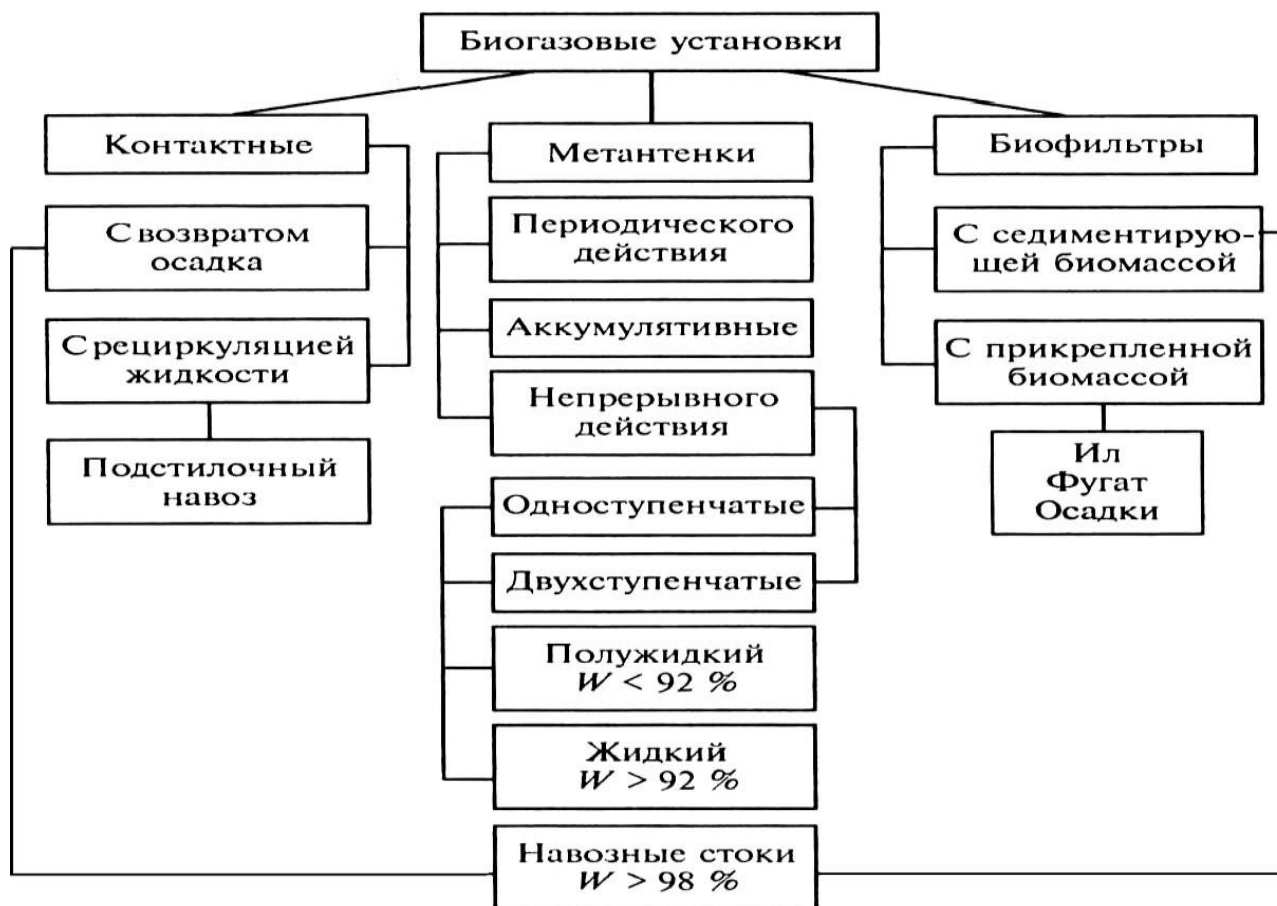 Биогазовые установки
Контактные
С возвратом
осадка
С рециркуляцией
жидкости
Подстилочный
навоз
Метантенки
Периодического
действия
Аккумулятивные
Непрерывного
действия
Одноступенчатые
Двухступенчатые
Полужидкий
W < 92 %
Жидкий
W > 92 %
Навозные стоки
W > 98 %
Биофильтры
С седиментирую-
щей биомассой
С прикрепленной
биомассой
Ил
Фугат
Осадки